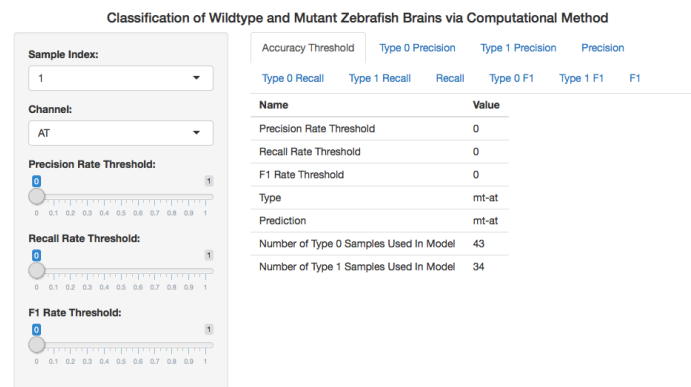 Classification of Wildtype and Mutant Zebrafish Brains via Computational Method
Sample Index:
1
Channel:
AT
Precision Rate Threshold:
0 1
0 0.1 0.2 0.3 0.4 0.5 0.6 0.7 0.8 0.9 1
Recall Rate Threshold:
0 1
0 0.1 0.2 0.3 0.4 0.5 0.6 0.7 0.8 0.9 1
F1 Rate Threshold:
0 1
0 0.1 0.2 0.3 0.4 0.5 0.6 0.7 0.8 0.9 1
Accuracy Threshold Type 0 Precision Type 1 Precision Precision
Type 0 Recall Type 1 Recall Recall Type 0 F1 Type 1 F1 F1
Name Value
Precision Rate Threshold 0
Recall Rate Threshold 0
F1 Rate Threshold 0
Type mt-at
Prediction mt-at
Number of Type 0 Samples Used In Model 43
Number of Type 1 Samples Used In Model 34